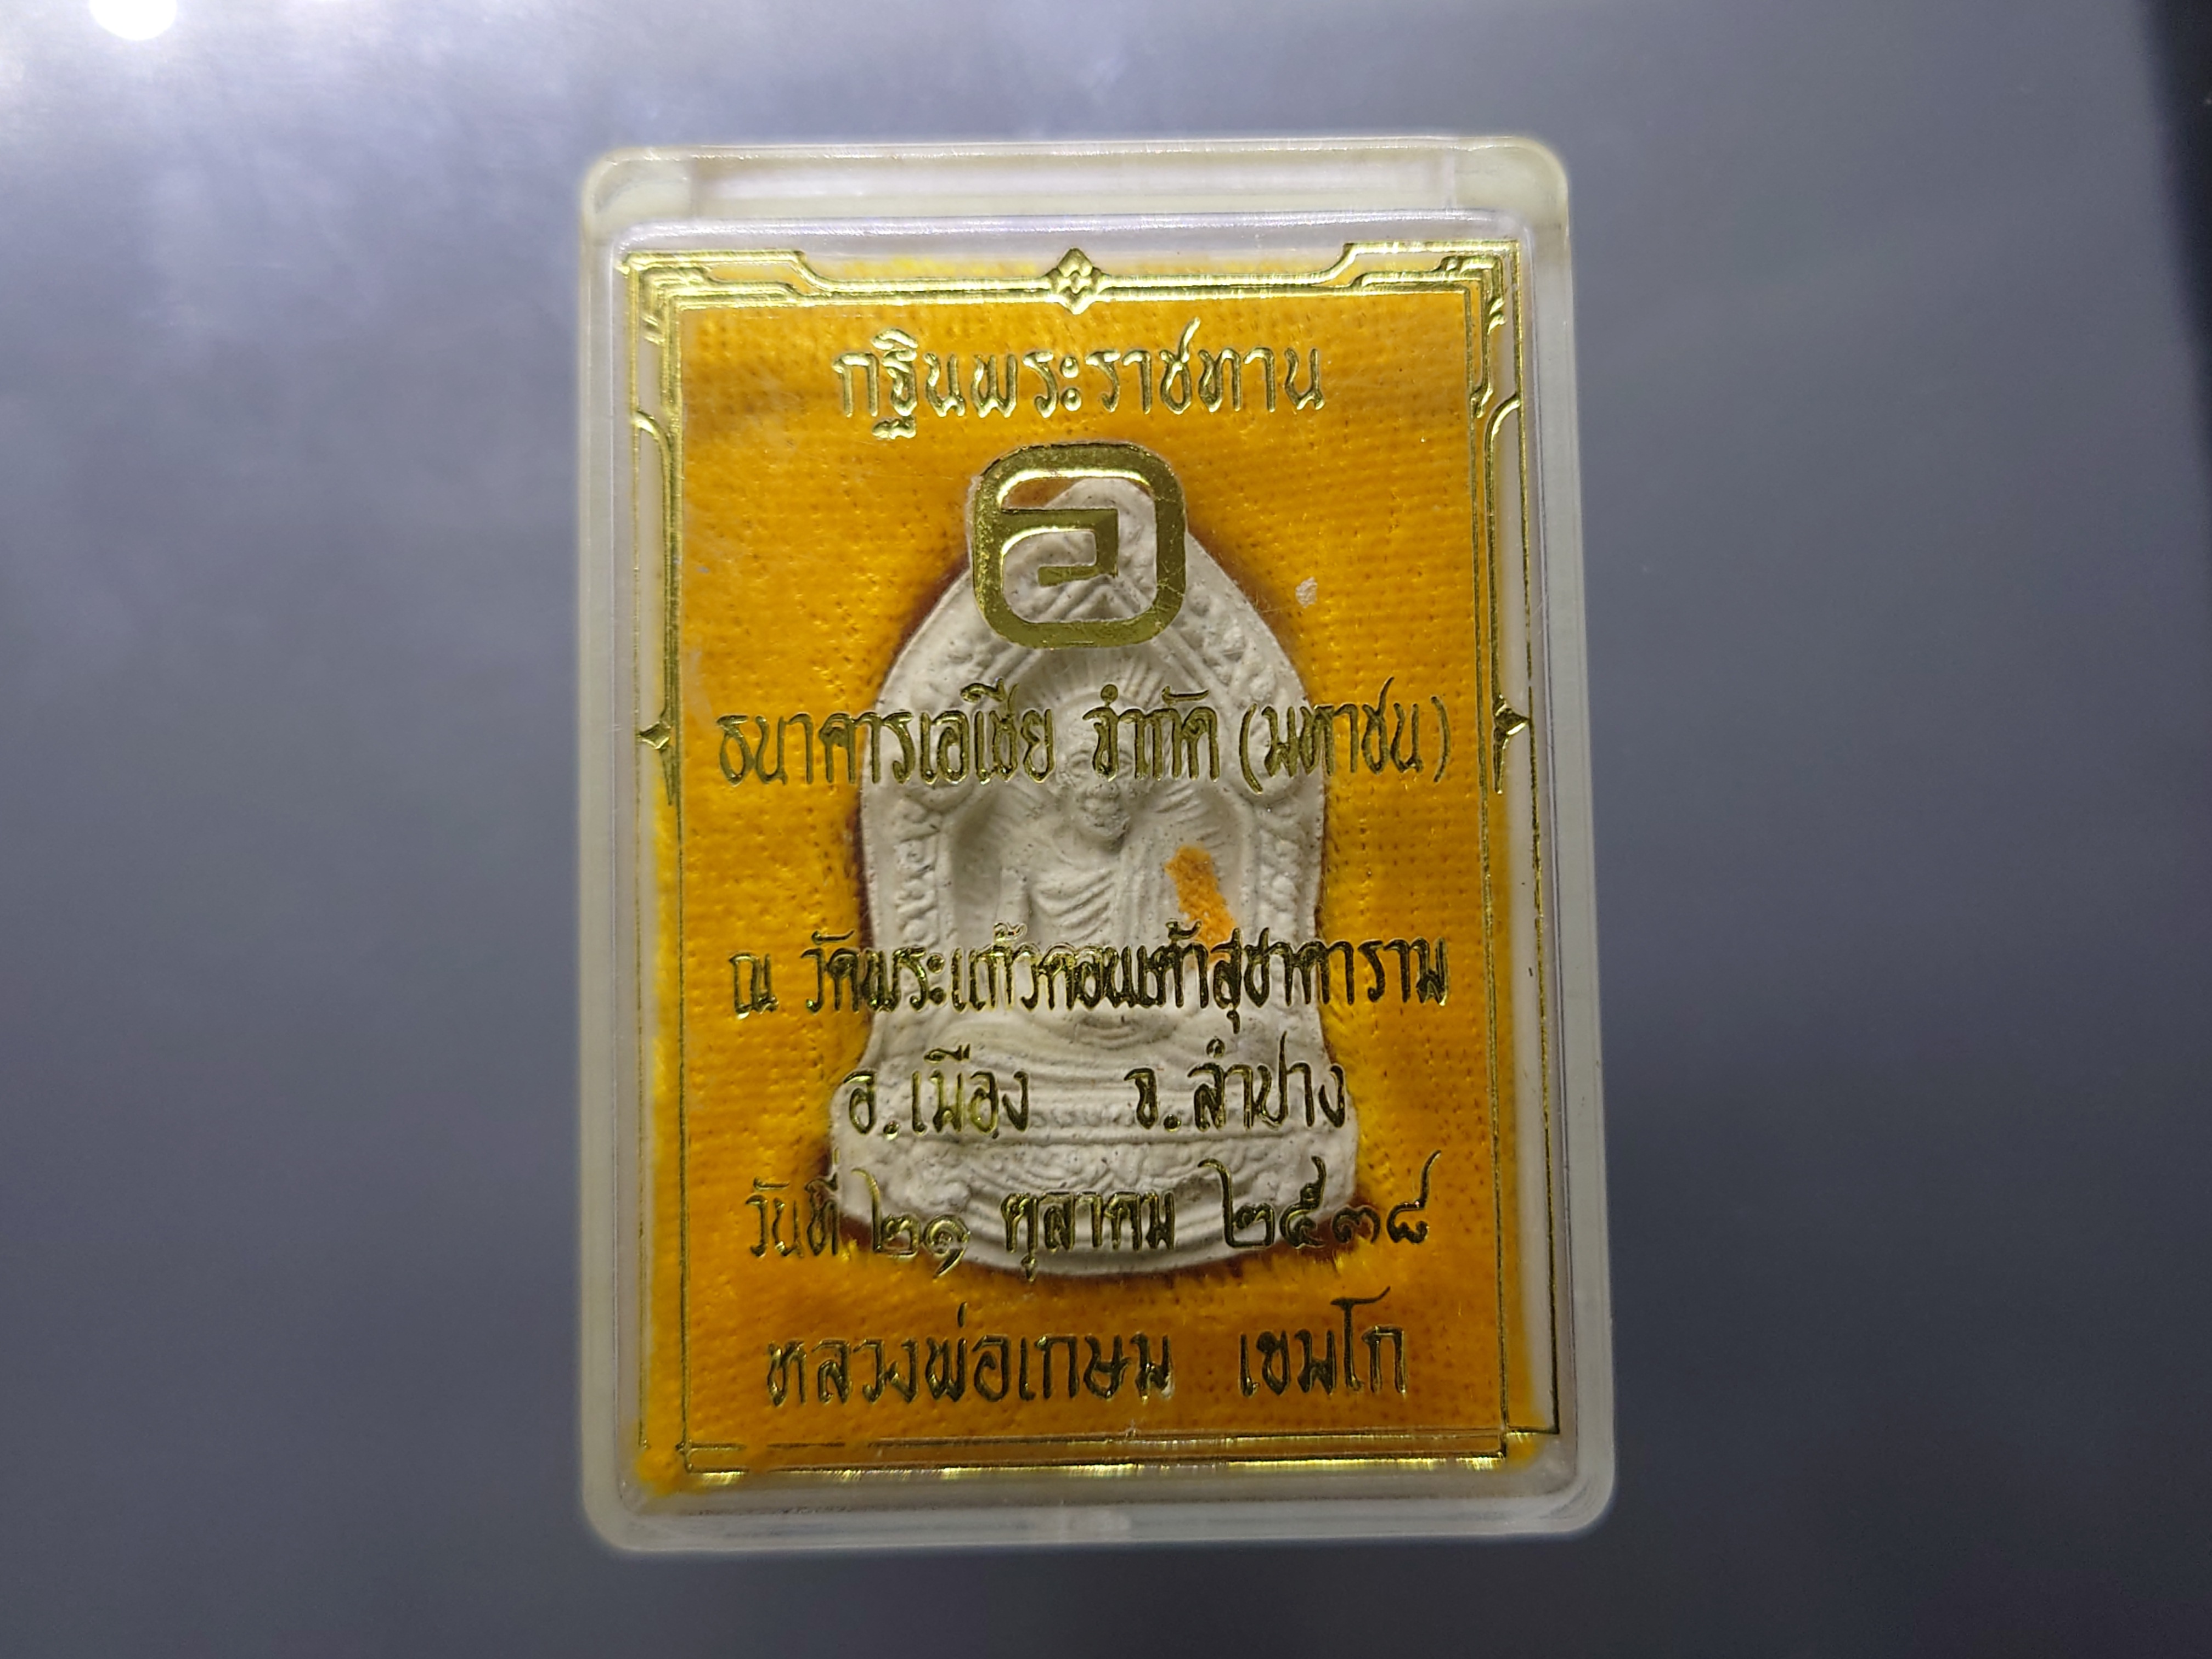 กฐินพระราชทาน
ธนาคารเอเชีย จำกัด (มหาชน)
ณ วัดพระแก้วดอนเต้าสุชาดาราม
อ.เมือง จ.ลำปาง
วันที่ ๒๑ ตุลาคม ๒๕๓๘
หลวงพ่อเกษม เขมโก